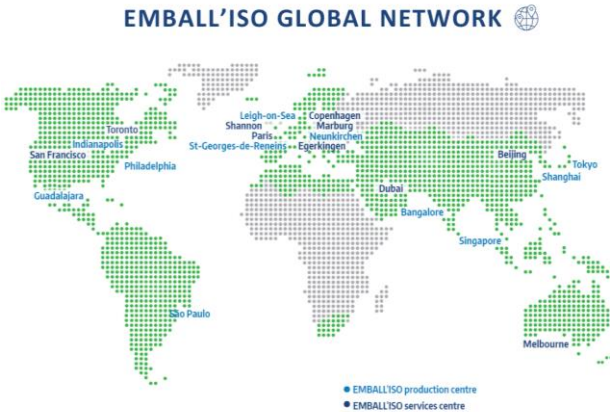 EMBALL'ISO GLOBAL NETWORK
Toronto
Indianapolis
San Francisco
Philadelphia
Guadalajara
São Paulo
Leigh-on-Sea
Copenhagen
Shannon
Marburg
Paris
Neunkirchen
St-Georges-de-Reneins
Egerkingen
Dubai
Bangalore
Beijing
Tokyo
Shanghai
Singapore
Melbourne
EMBALL'ISO production centre
EMBALL'ISO services centre